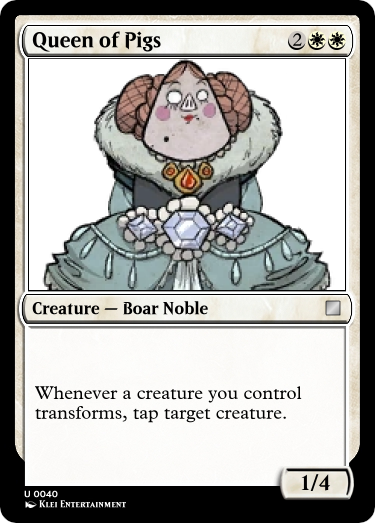 Queen of Pigs 2
Creature — Boar Noble
Whenever a creature you control
transforms, tap target creature.
1/4
U 0040
Klei Entertainment